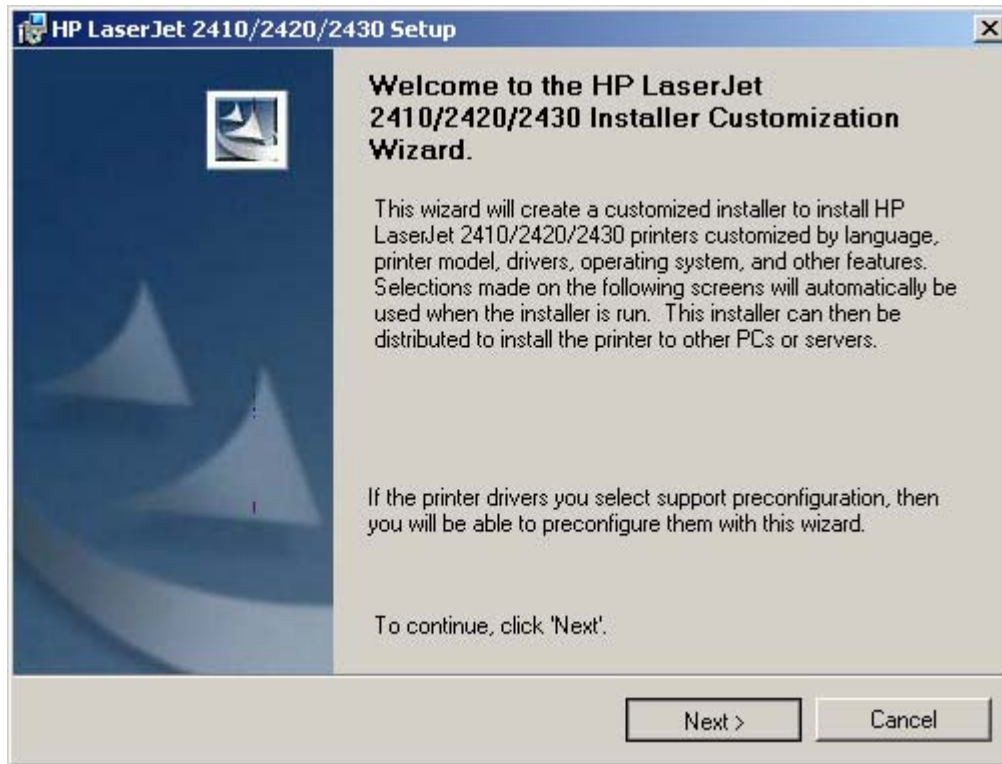 HP LaserJet 2410/2420/2430 Setup
Welcome to the HP LaserJet
2410/2420/2430 Installer Customization
Wizard.
This wizard will create a customized installer to install HP
LaserJet 2410/2420/2430 printers customized by language,
printer model, drivers, operating system, and other features.
Selections made on the following screens will automatically be
used when the installer is run.  This installer can then be
distributed to install the printer to other PCs or servers.
If the printer drivers you select support preconfiguration, then
you will be able to preconfigure them with this wizard.
To continue, click 'Next'.
Next >
Cancel